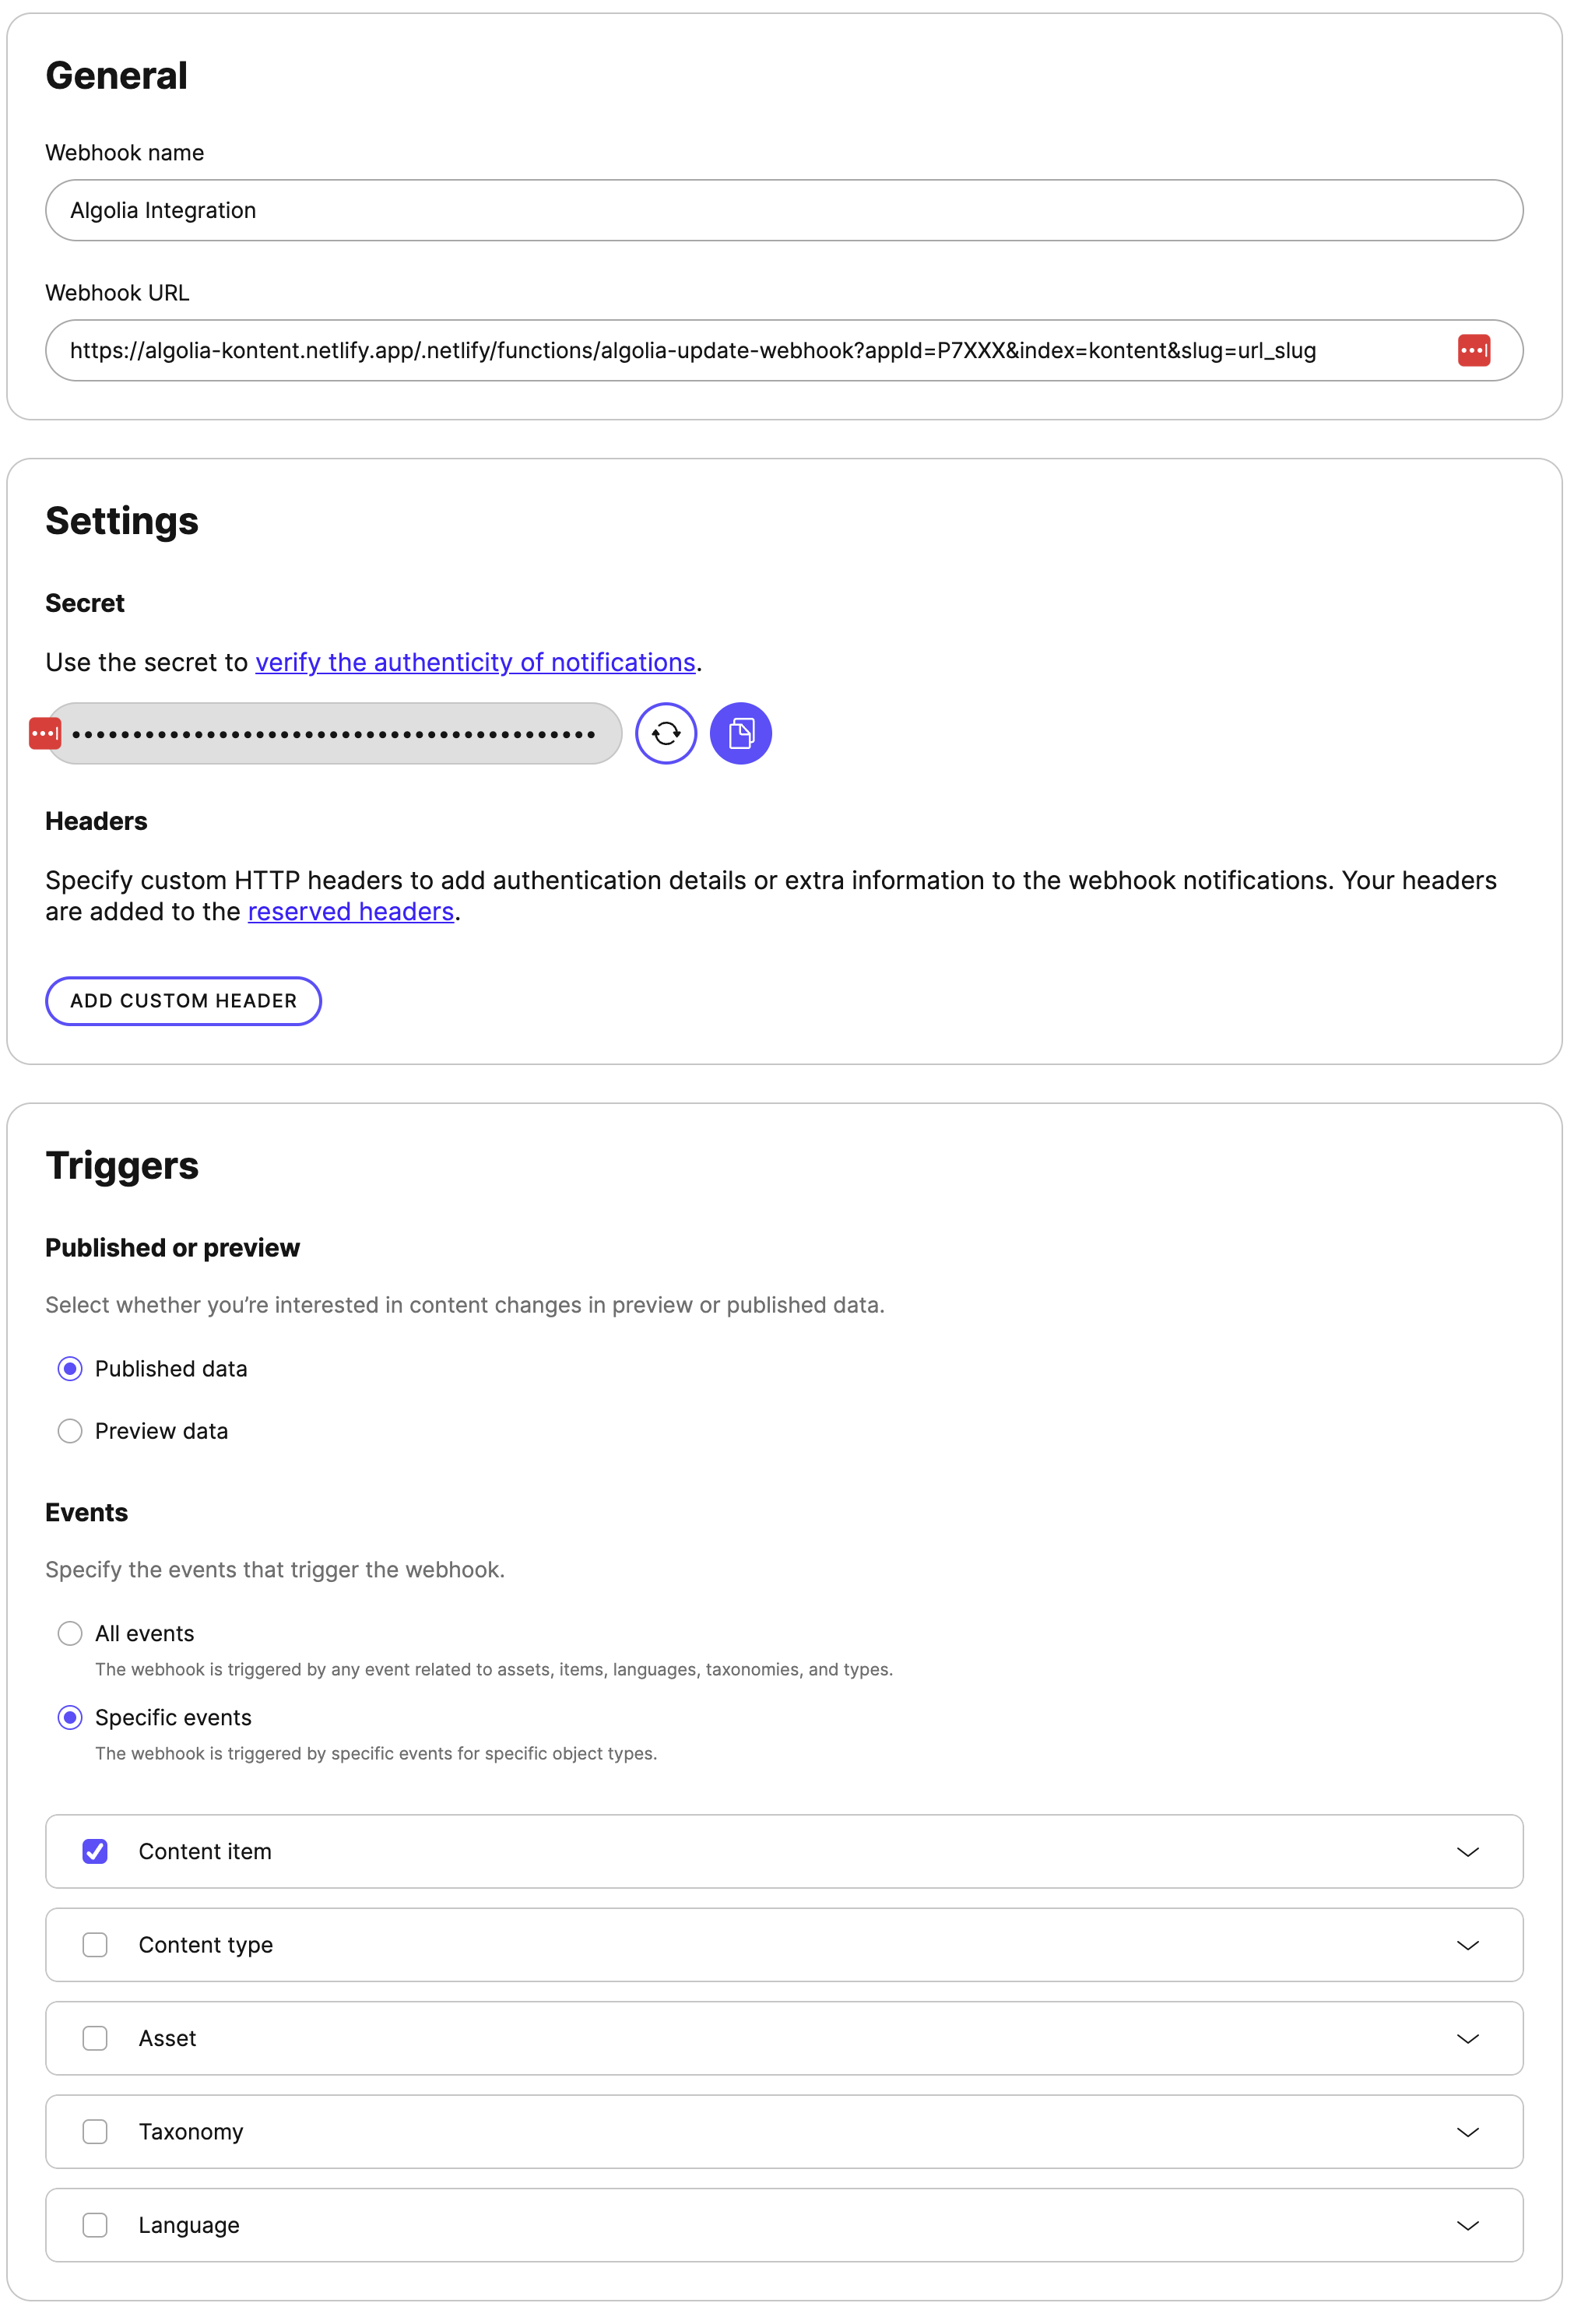 General
Webhook name
Algolia Integration
Webhook URL
https://algolia-kontent.netlify.app/.netlify/functions/algolia-update-webhook?appId=P7XXX&index=kontent&slug=url_slug
Settings
Secret
Use the secret to verify the authenticity of notifications.
Headers
Specify custom HTTP headers to add authentication details or extra information to the webhook notifications. Your headers
are added to the reserved headers.
ADD CUSTOM HEADER
Triggers
Published or preview
Select whether you’re interested in content changes in preview or published data.
Published data
Preview data
Events
Specify the events that trigger the webhook.
All events
The webhook is triggered by any event related to assets, items, languages, taxonomies, and types.
Specific events
The webhook is triggered by specific events for specific object types.
Content item
Content type
Asset
Taxonomy
Language